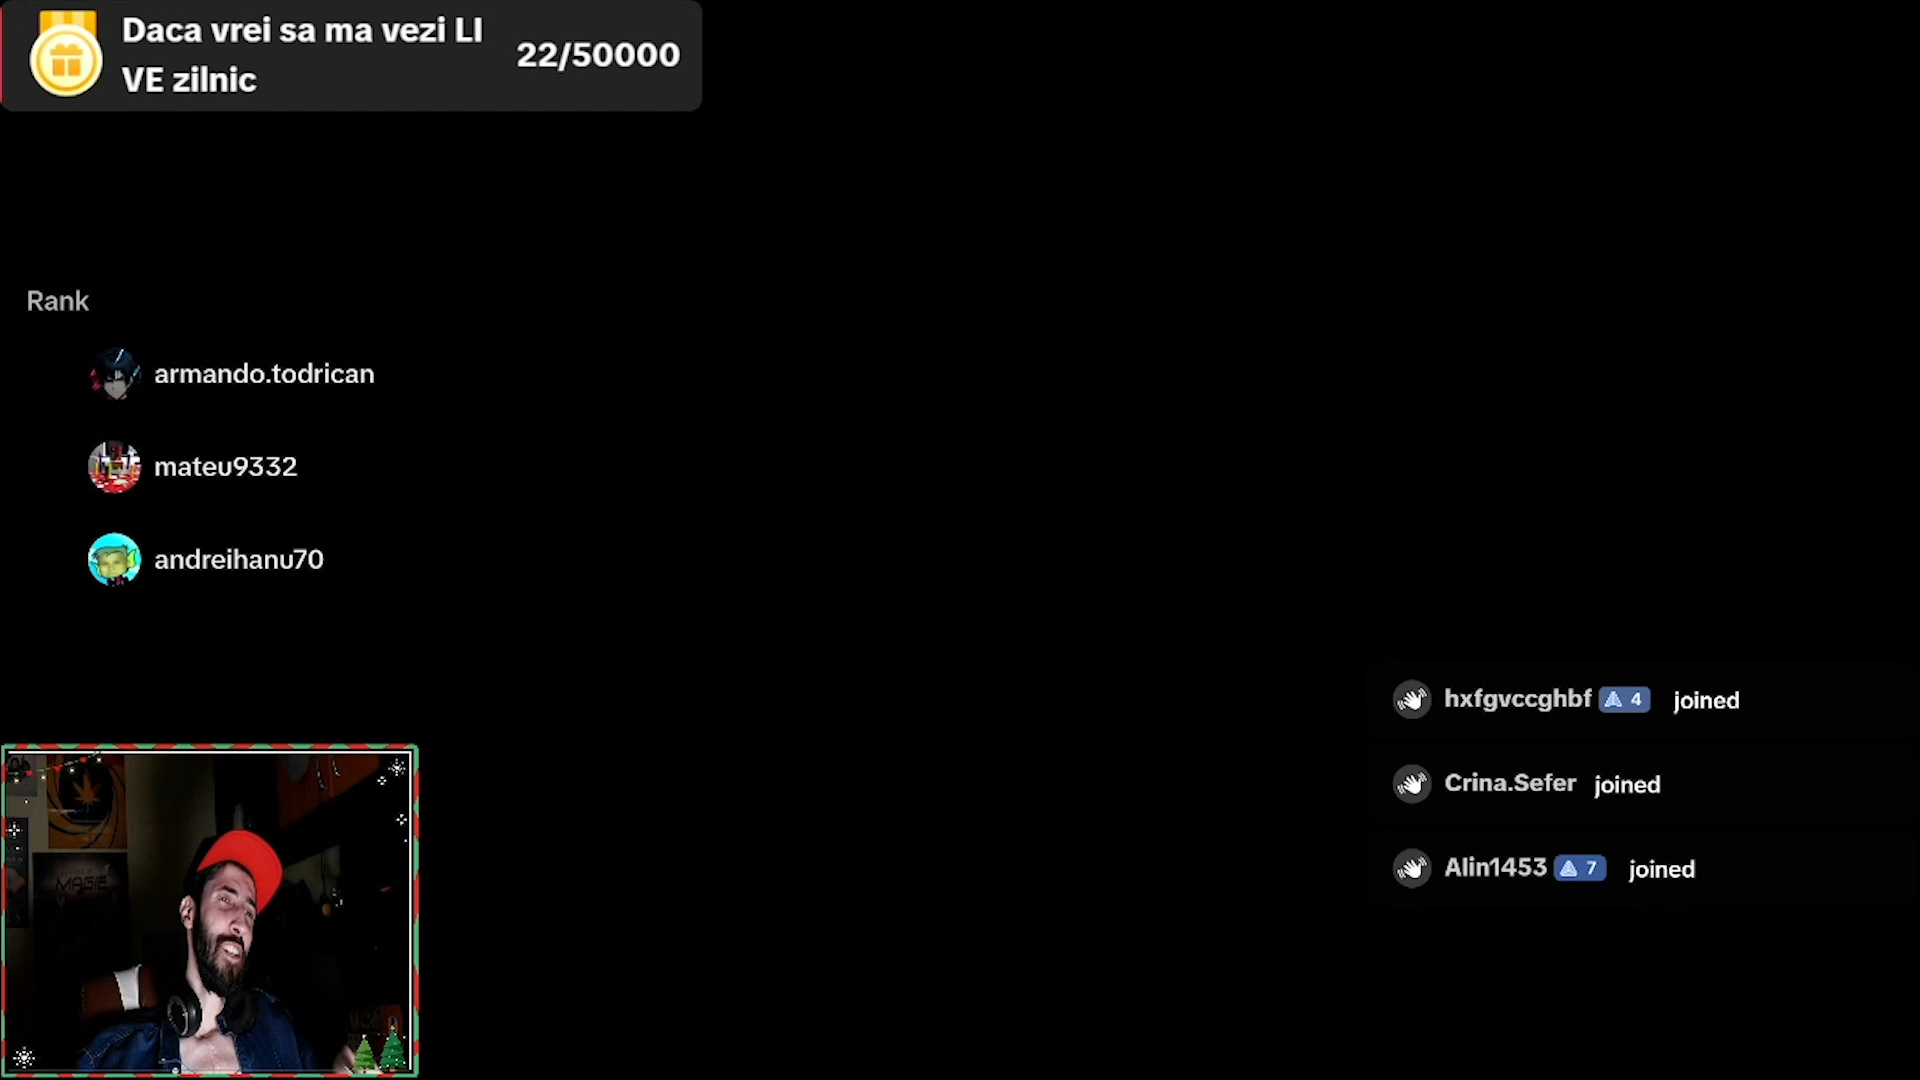 Daca vrei sa ma vezi LI
VE zilnic
22/50000
Rank
armando.todrican
mateu9332
andreihanu70
hxfgvccghbf 4 joined
Crina.Sefer joined
Alin1453 7 joined
MAGIE